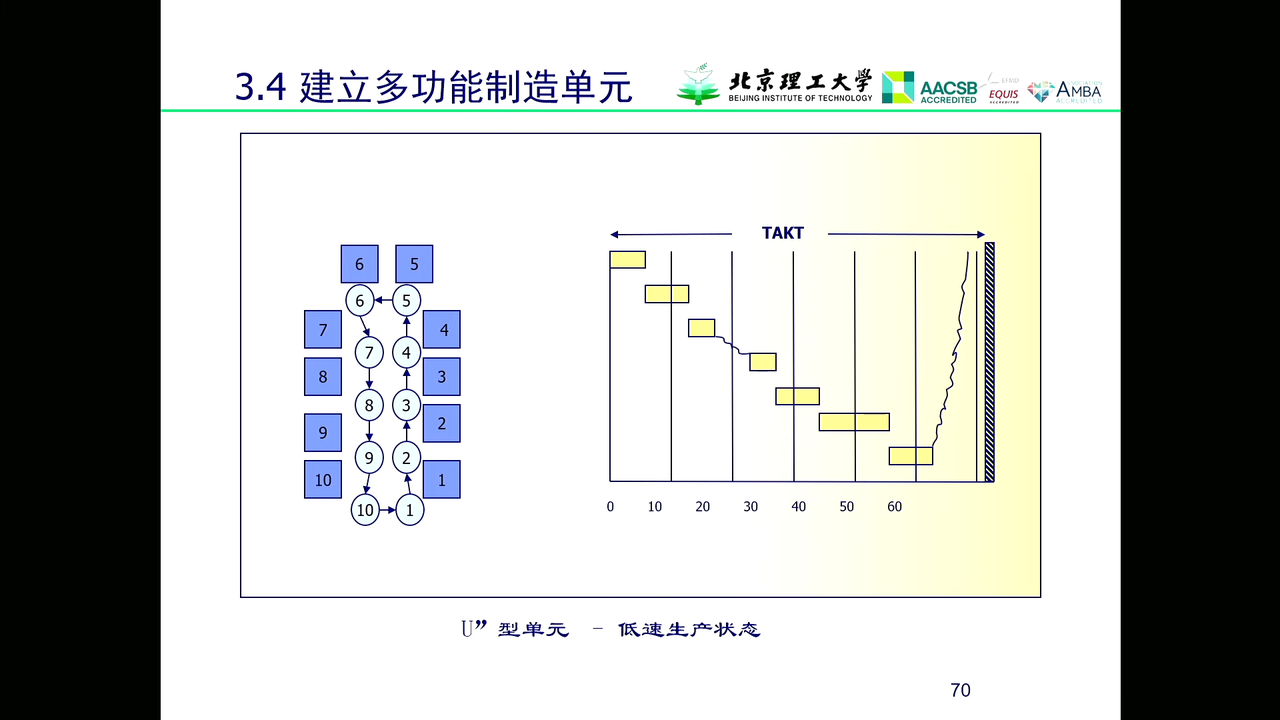 3.4 建立多功能制造单元
北京理工大学
BEIJING INSTITUTE OF TECHNOLOGY
AACSB
ACCREDITED
EFMD
EQUIS
ACCREDITED
ASSOCIATION
AMBA
ACCREDITED
TAKT
6 5
6 5
7 4
7 4
8 3
8 3
9 2
9 2
10 1
10 1
0 10 20 30 40 50 60
U” 型单元 - 低速生产状态
70